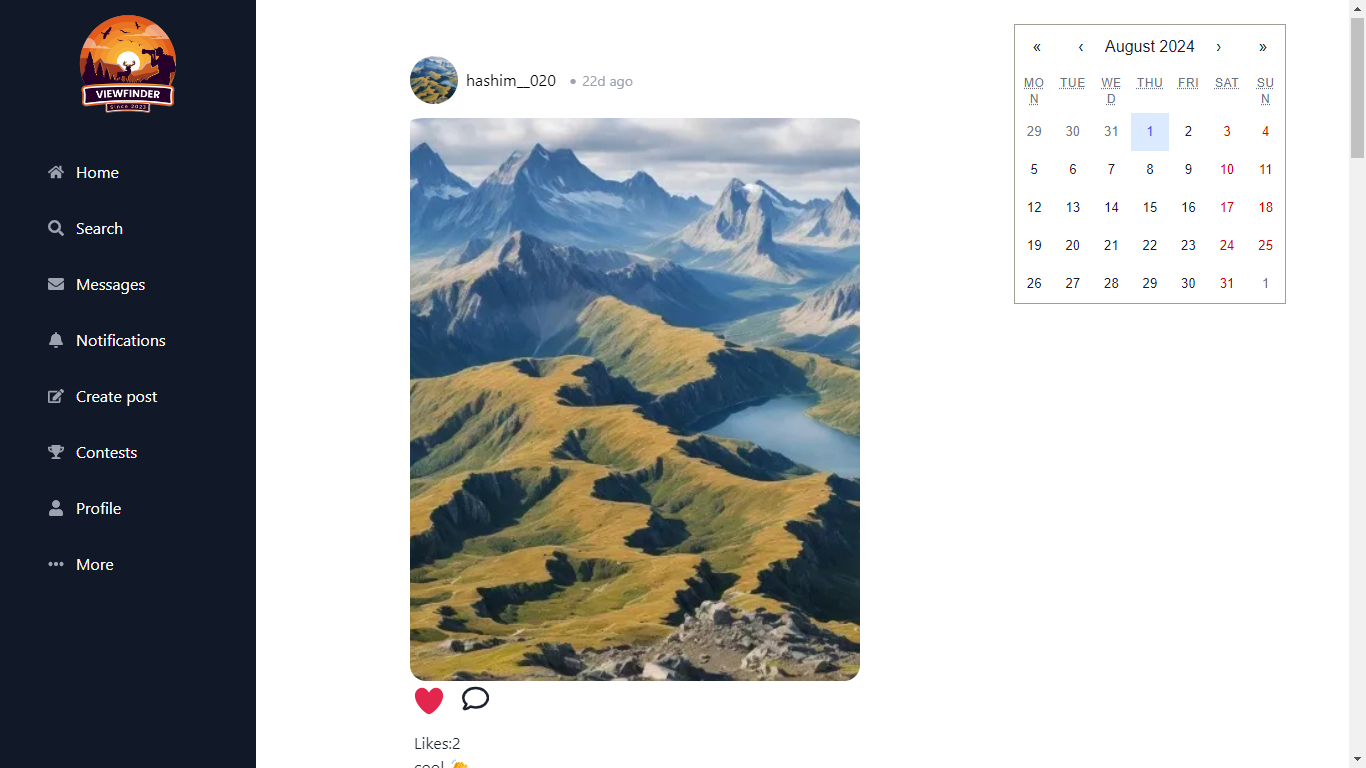 VIEWFINDER
Since 2023
Home
Search
Messages
Notifications
Create post
Contests
Profile
More
hashim__020 • 22d ago
Likes:2
cool 👏
« ‹ August 2024 › »
MON TUE WED THU FRI SAT SUN
29 30 31 1 2 3 4
5 6 7 8 9 10 11
12 13 14 15 16 17 18
19 20 21 22 23 24 25
26 27 28 29 30 31 1